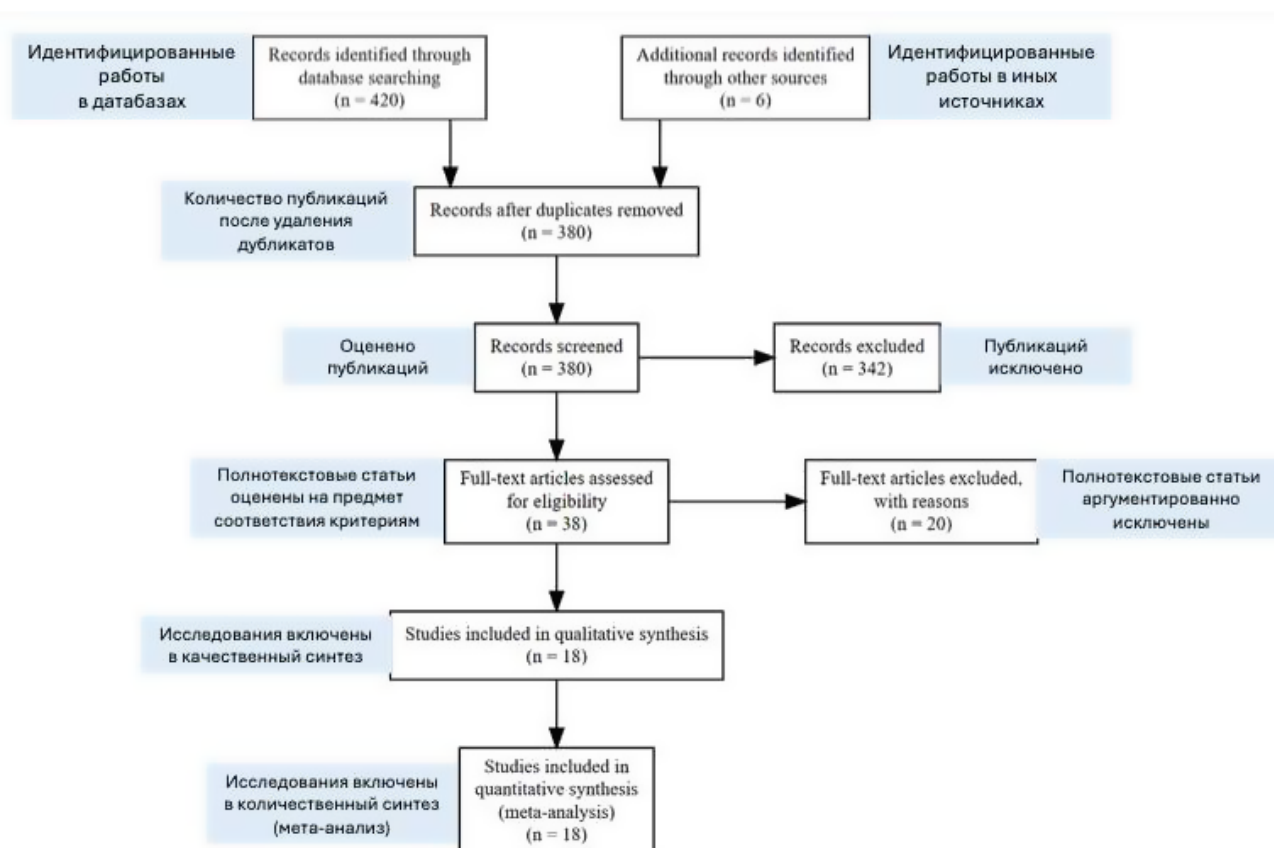 Идентифицированные
работы
в датабазах
Records identified through
database searching
(n = 420)
Additional records identified
through other sources
(n = 6)
Идентифицированные
работы в иных
источниках
Количество публикаций
после удаления
дубликатов
Records after duplicates removed
(n = 380)
Оценено
публикаций
Records screened
(n = 380)
Records excluded
(n = 342)
Публикаций
исключено
Полнотекстовые статьи
оценены на предмет
соответствия критериям
Full-text articles assessed
for eligibility
(n = 38)
Full-text articles excluded,
with reasons
(n = 20)
Полнотекстовые статьи
аргументированно
исключены
Исследования включены
в качественный синтез
Studies included in qualitative synthesis
(n = 18)
Исследования включены
в количественный синтез
(мета-анализ)
Studies included in
quantitative synthesis
(meta-analysis)
(n = 18)